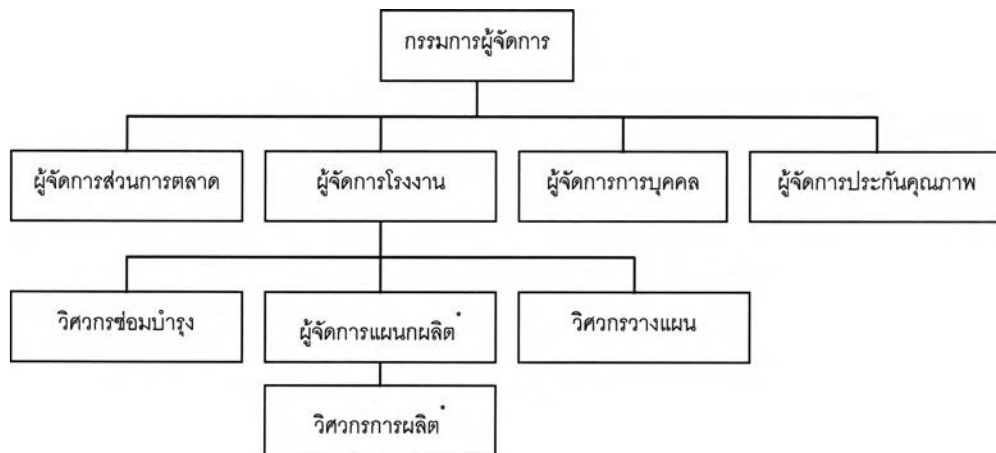 กรรมการผู้จัดการ
ผู้จัดการส่วนการตลาด
ผู้จัดการโรงงาน
ผู้จัดการการบุคคล
ผู้จัดการประกันคุณภาพ
วิศวกรซ่อมบำรุง
ผู้จัดการแผนกผลิต*
วิศวกรวางแผน
วิศวกรการผลิต*